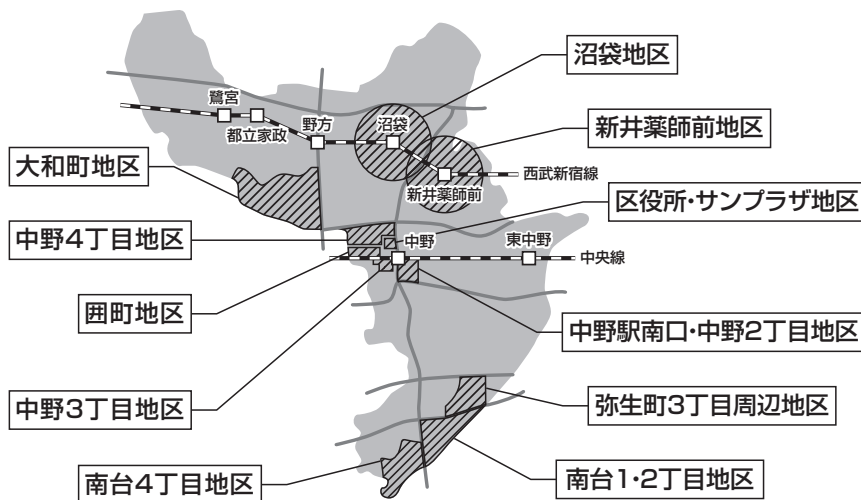 沼袋地区
鷺宮
都立家政
野方
沼袋
新井薬師前地区
大和町地区
新井薬師前
西武新宿線
区役所・サンプラザ地区
中野4丁目地区
中野
東中野
中央線
囲町地区
中野駅南口・中野2丁目地区
中野3丁目地区
弥生町3丁目周辺地区
南台4丁目地区
南台1・2丁目地区